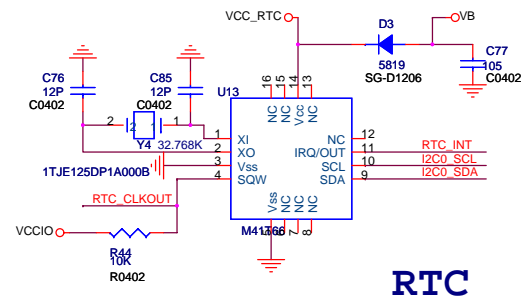 VCC_RTC
D3
VB
5819
SG-D1206
C77
105
C0402
C76
12P
C0402
C85
12P
C0402
U13
16 15 14 13
NC NC Vcc NC
2 1
Y4 32.768K
1TJE125DP1A000B
1 XI
2 XO
3 Vss
4 SQW
NC 12
IRQ/OUT 11 RTC_INT
SCL 10 I2C0_SCL
SDA 9 I2C0_SDA
Vss NC NC NC
6 7 8
M41T66
RTC_CLKOUT
VCCIO
R44
10K
R0402
RTC